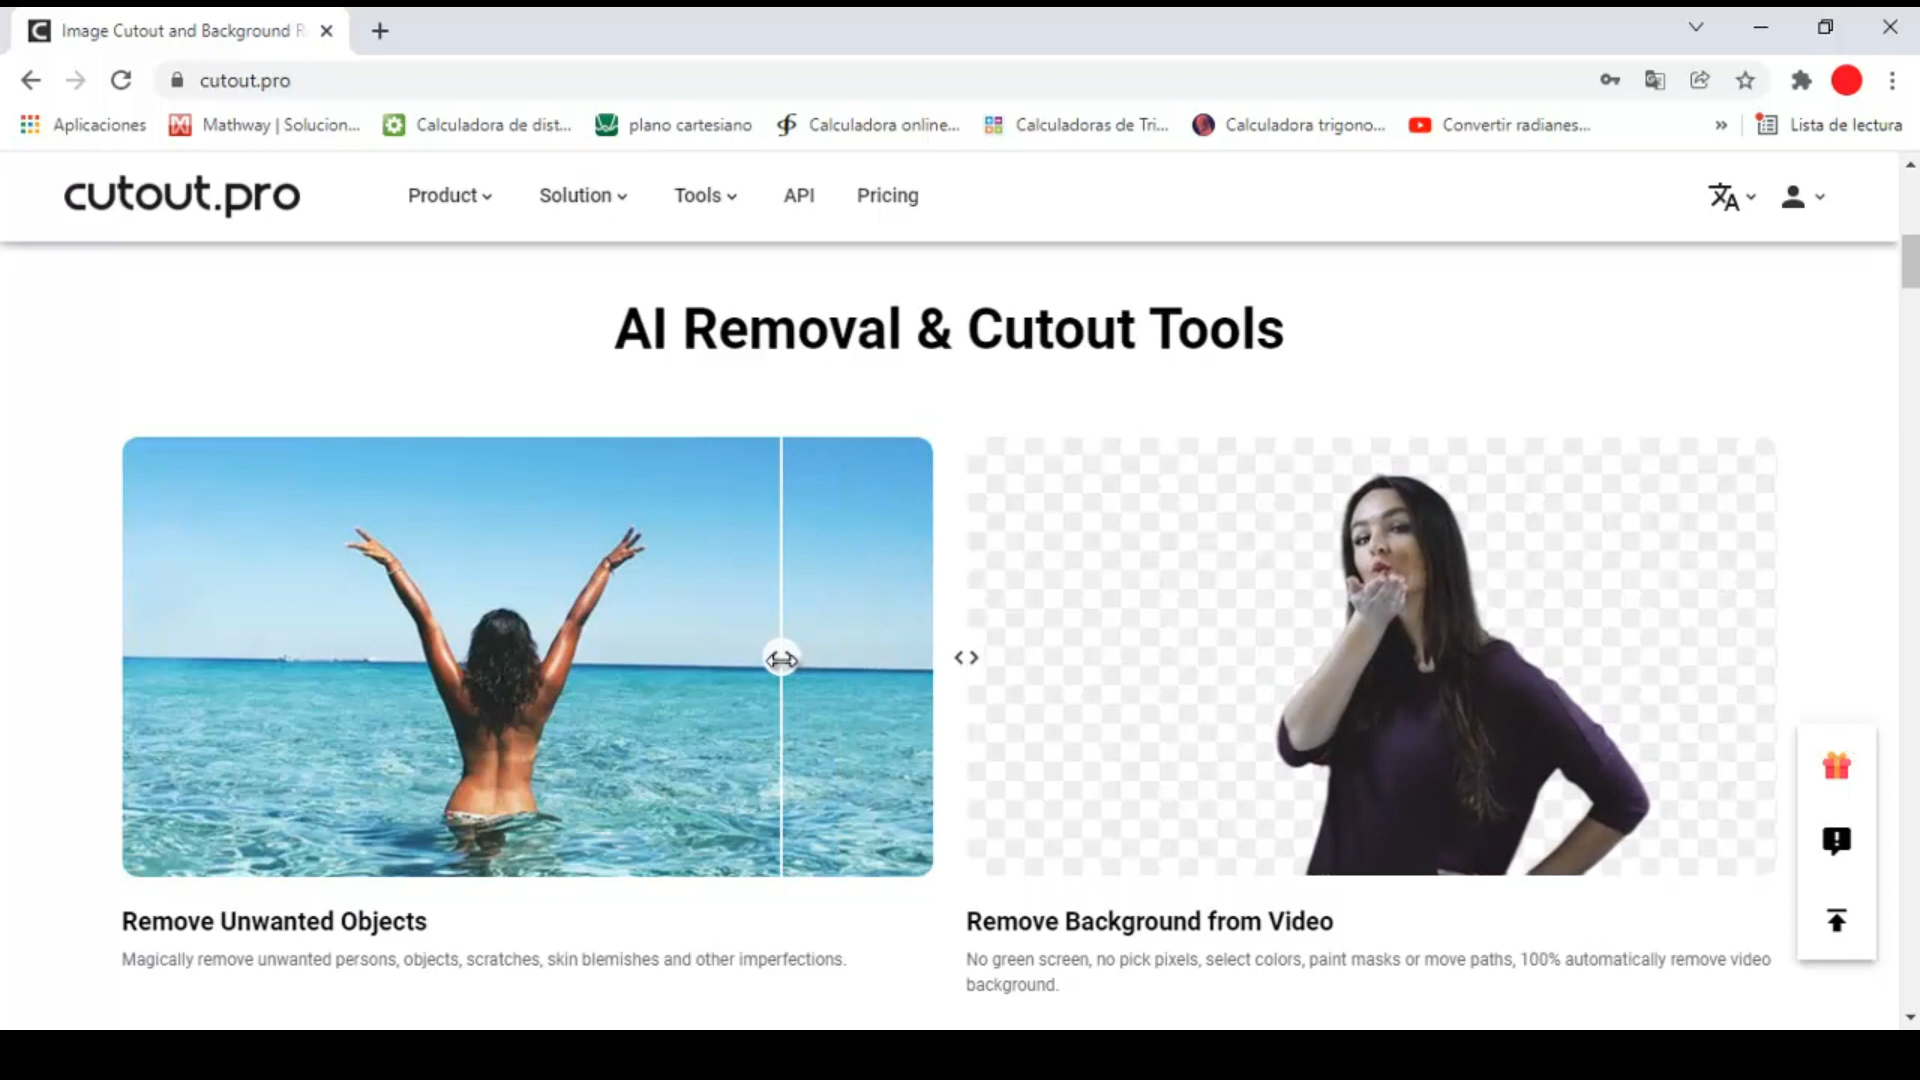 Image Cutout and Background R
cutout.pro
Aplicaciones
Mathway | Solucion...
Calculadora de dist...
plano cartesiano
Calculadora online...
Calculadoras de Tri...
Calculadora trigono...
Convertir radianes...
»
Lista de lectura
cutout.pro
Product
Solution
Tools
API
Pricing
AI Removal & Cutout Tools
Remove Unwanted Objects
Magically remove unwanted persons, objects, scratches, skin blemishes and other imperfections.
Remove Background from Video
No green screen, no pick pixels, select colors, paint masks or move paths, 100% automatically remove video
background.